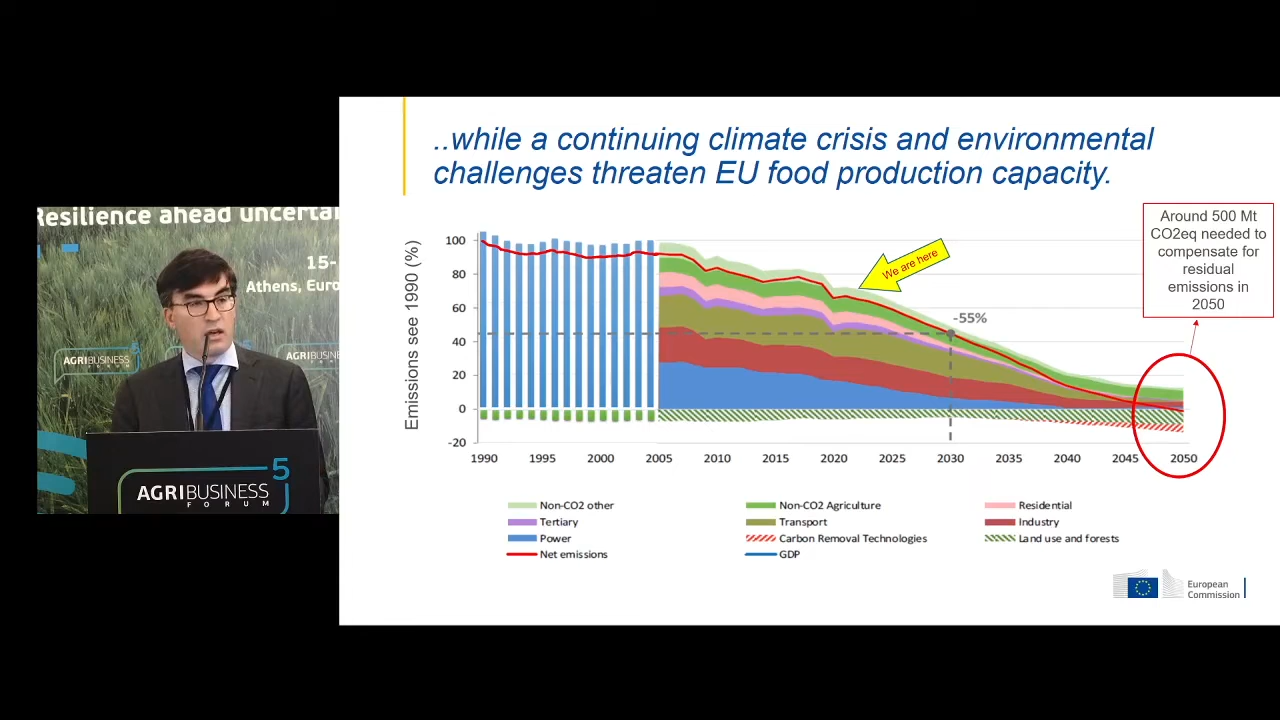 ..while a continuing climate crisis and environmental
challenges threaten EU food production capacity.
Resilience ahead
15-
Athens,
AGRIBUSINESS
FORUM
AGRIBUSINESS
5
AGRIBUSINESS
FORUM
Emissions see 1990 (%)
100
80
60
40
20
0
-20
1990
1995
2000
2005
2010
2015
2020
2025
2030
2035
2040
2045
2050
We are here
-55%
Around 500 Mt
CO2eq needed to
compensate for
residual
emissions in
2050
Non-CO2 other
Non-CO2 Agriculture
Residential
Tertiary
Transport
Industry
Power
Carbon Removal Technologies
Land use and forests
Net emissions
GDP
European
Commission